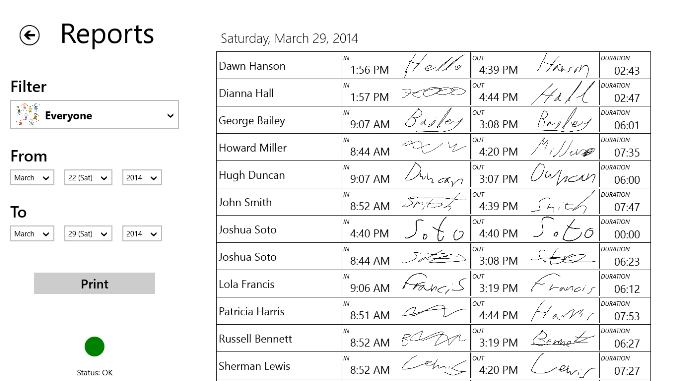 Reports
Saturday, March 29, 2014
Filter
Everyone
From
March 22 (Sat) 2014
To
March 29 (Sat) 2014
Print
Status: OK
Dawn Hanson IN 1:56 PM Hello OUT 4:39 PM Hanson DURATION 02:43
Dianna Hall IN 1:57 PM OUT 4:44 PM Hall DURATION 02:47
George Bailey IN 9:07 AM Bailey OUT 3:08 PM Bailey DURATION 06:01
Howard Miller IN 8:44 AM OUT 4:20 PM Miller DURATION 07:35
Hugh Duncan IN 9:07 AM Duncan OUT 3:07 PM Duncan DURATION 06:00
John Smith IN 8:52 AM Smith OUT 4:39 PM Smith DURATION 07:47
Joshua Soto IN 4:40 PM Soto OUT 4:40 PM Soto DURATION 00:00
Joshua Soto IN 8:44 AM OUT 3:08 PM DURATION 06:23
Lola Francis IN 9:06 AM Francis OUT 3:19 PM Francis DURATION 06:12
Patricia Harris IN 8:51 AM OUT 4:44 PM Harris DURATION 07:53
Russell Bennett IN 8:52 AM OUT 3:19 PM Bennett DURATION 06:27
Sherman Lewis IN 8:52 AM Lewis OUT 4:20 PM Lewis DURATION 07:27